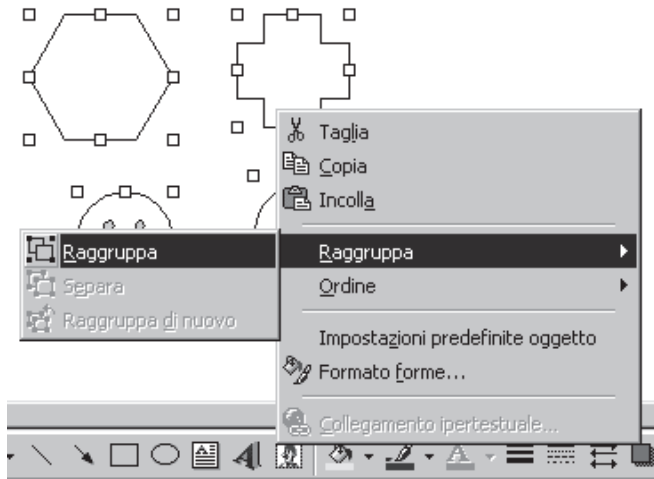 Taglia
Copia
Incolla
Raggruppa
Ordine
Impostazioni predefinite oggetto
Formato forme...
Collegamento ipertestuale...
Raggruppa
Separa
Raggruppa di nuovo